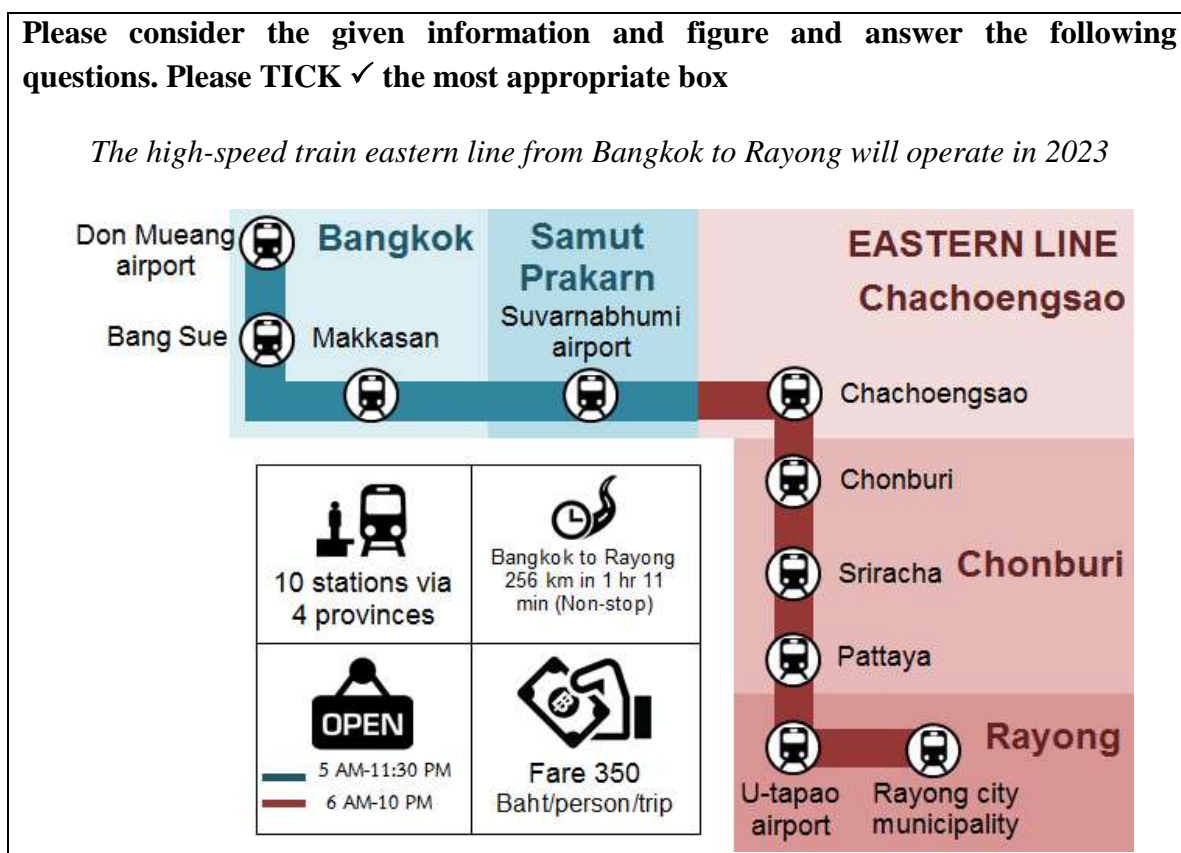 Please consider the given information and figure and answer the following
questions. Please TICK ✓ the most appropriate box
The high-speed train eastern line from Bangkok to Rayong will operate in 2023
Don Mueang
airport
Bangkok
Samut
Prakarn
EASTERN LINE
Chachoengsao
Bang Sue
Makkasan
Suvarnabhumi
airport
Chachoengsao
Chonburi
Sriracha
Chonburi
Pattaya
Rayong
U-tapao
airport
Rayong city
municipality
10 stations via
4 provinces
Bangkok to Rayong
256 km in 1 hr 11
min (Non-stop)
OPEN
5 AM-11:30 PM
6 AM-10 PM
฿
Fare 350
Baht/person/trip